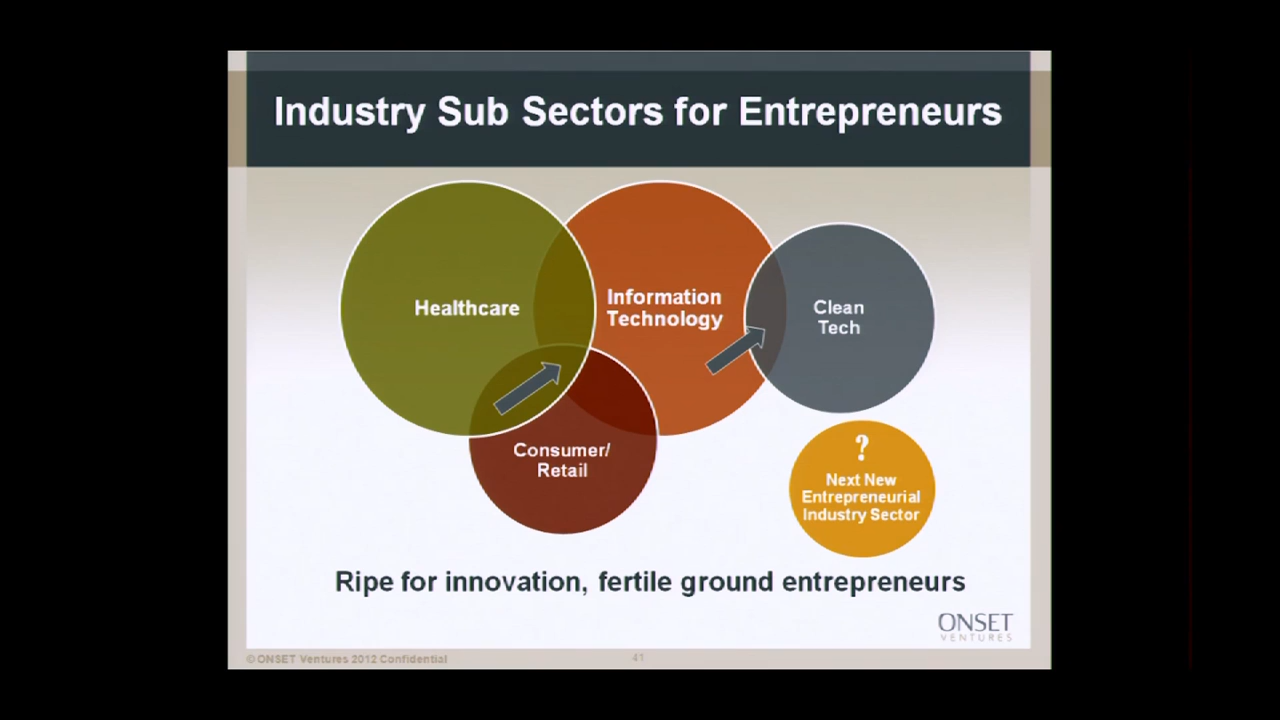 Industry Sub Sectors for Entrepreneurs
Healthcare
Information
Technology
Clean
Tech
Consumer/
Retail
?
Next New
Entrepreneurial
Industry Sector
Ripe for innovation, fertile ground entrepreneurs
ONSET
VENTURES
© ONSET Ventures 2012 Confidential
41